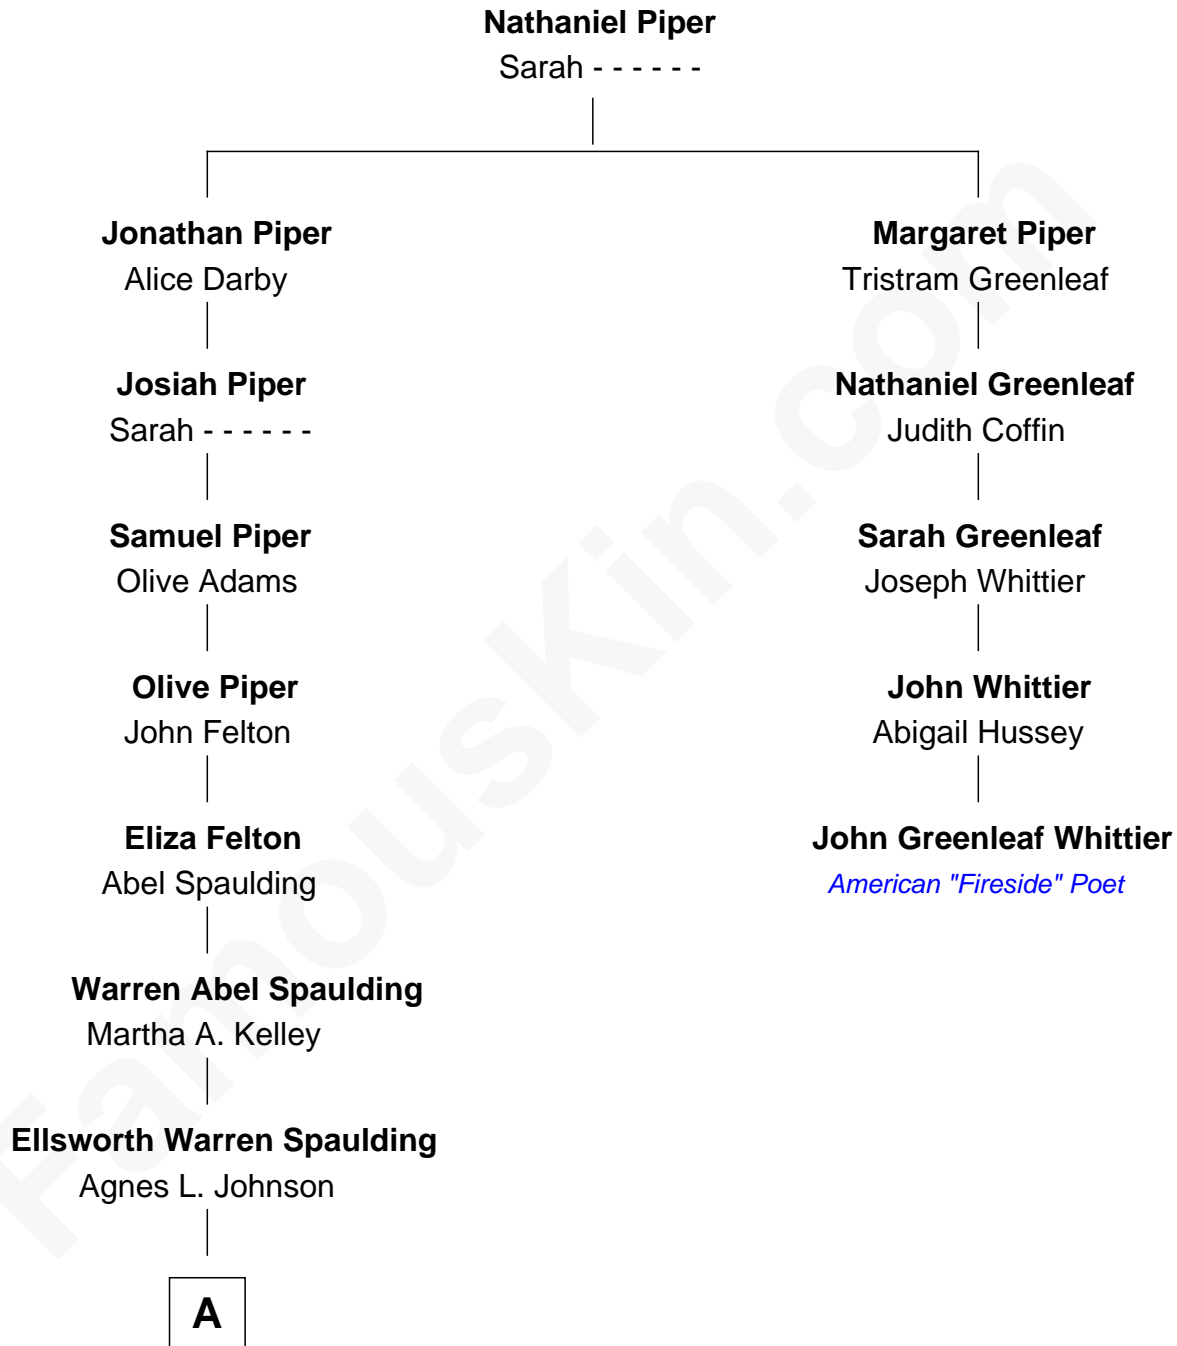 Nathaniel Piper
Sarah - - - - - -
Jonathan Piper
Alice Darby
Josiah Piper
Sarah - - - - - -
Samuel Piper
Olive Adams
Olive Piper
John Felton
Eliza Felton
Abel Spaulding
Warren Abel Spaulding
Martha A. Kelley
Ellsworth Warren Spaulding
Agnes L. Johnson
A
Margaret Piper
Tristram Greenleaf
Nathaniel Greenleaf
Judith Coffin
Sarah Greenleaf
Joseph Whittier
John Whittier
Abigail Hussey
John Greenleaf Whittier
American "Fireside" Poet
FamousKin.com